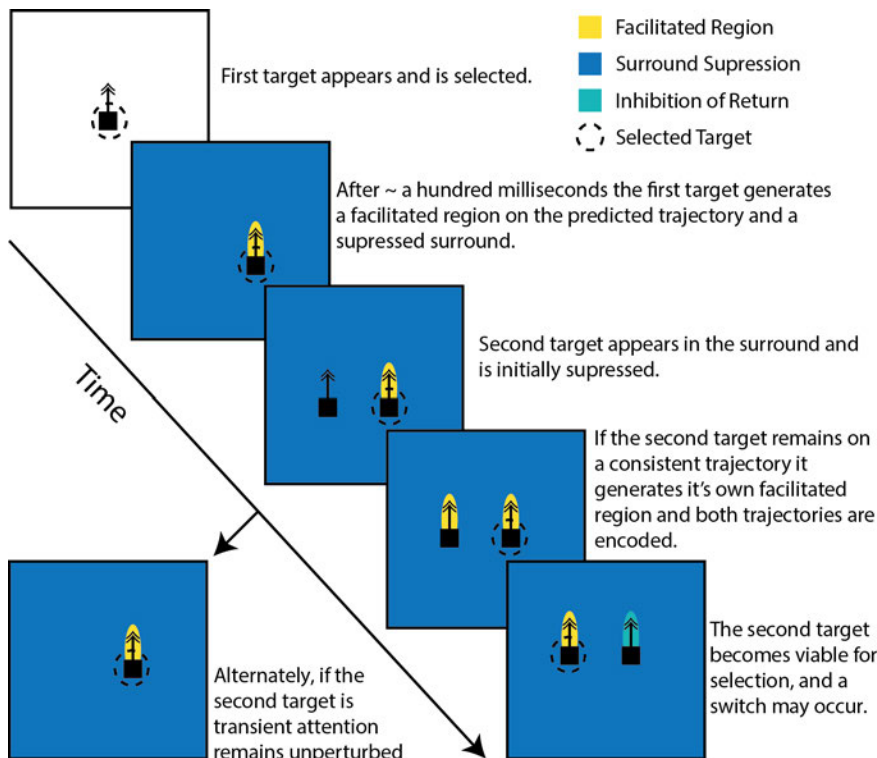 Facilitated Region
Surround Supression
Inhibition of Return
Selected Target
First target appears and is selected.
After ~ a hundred milliseconds the first target generates
a facilitated region on the predicted trajectory and a
supressed surround.
Second target appears in the surround and
is initially supressed.
Time
If the second target remains on
a consistent trajectory it
generates it's own facilitated
region and both trajectories are
encoded.
The second target
becomes viable for
selection, and a
switch may occur.
Alternately, if the
second target is
transient attention
remains unperturbed